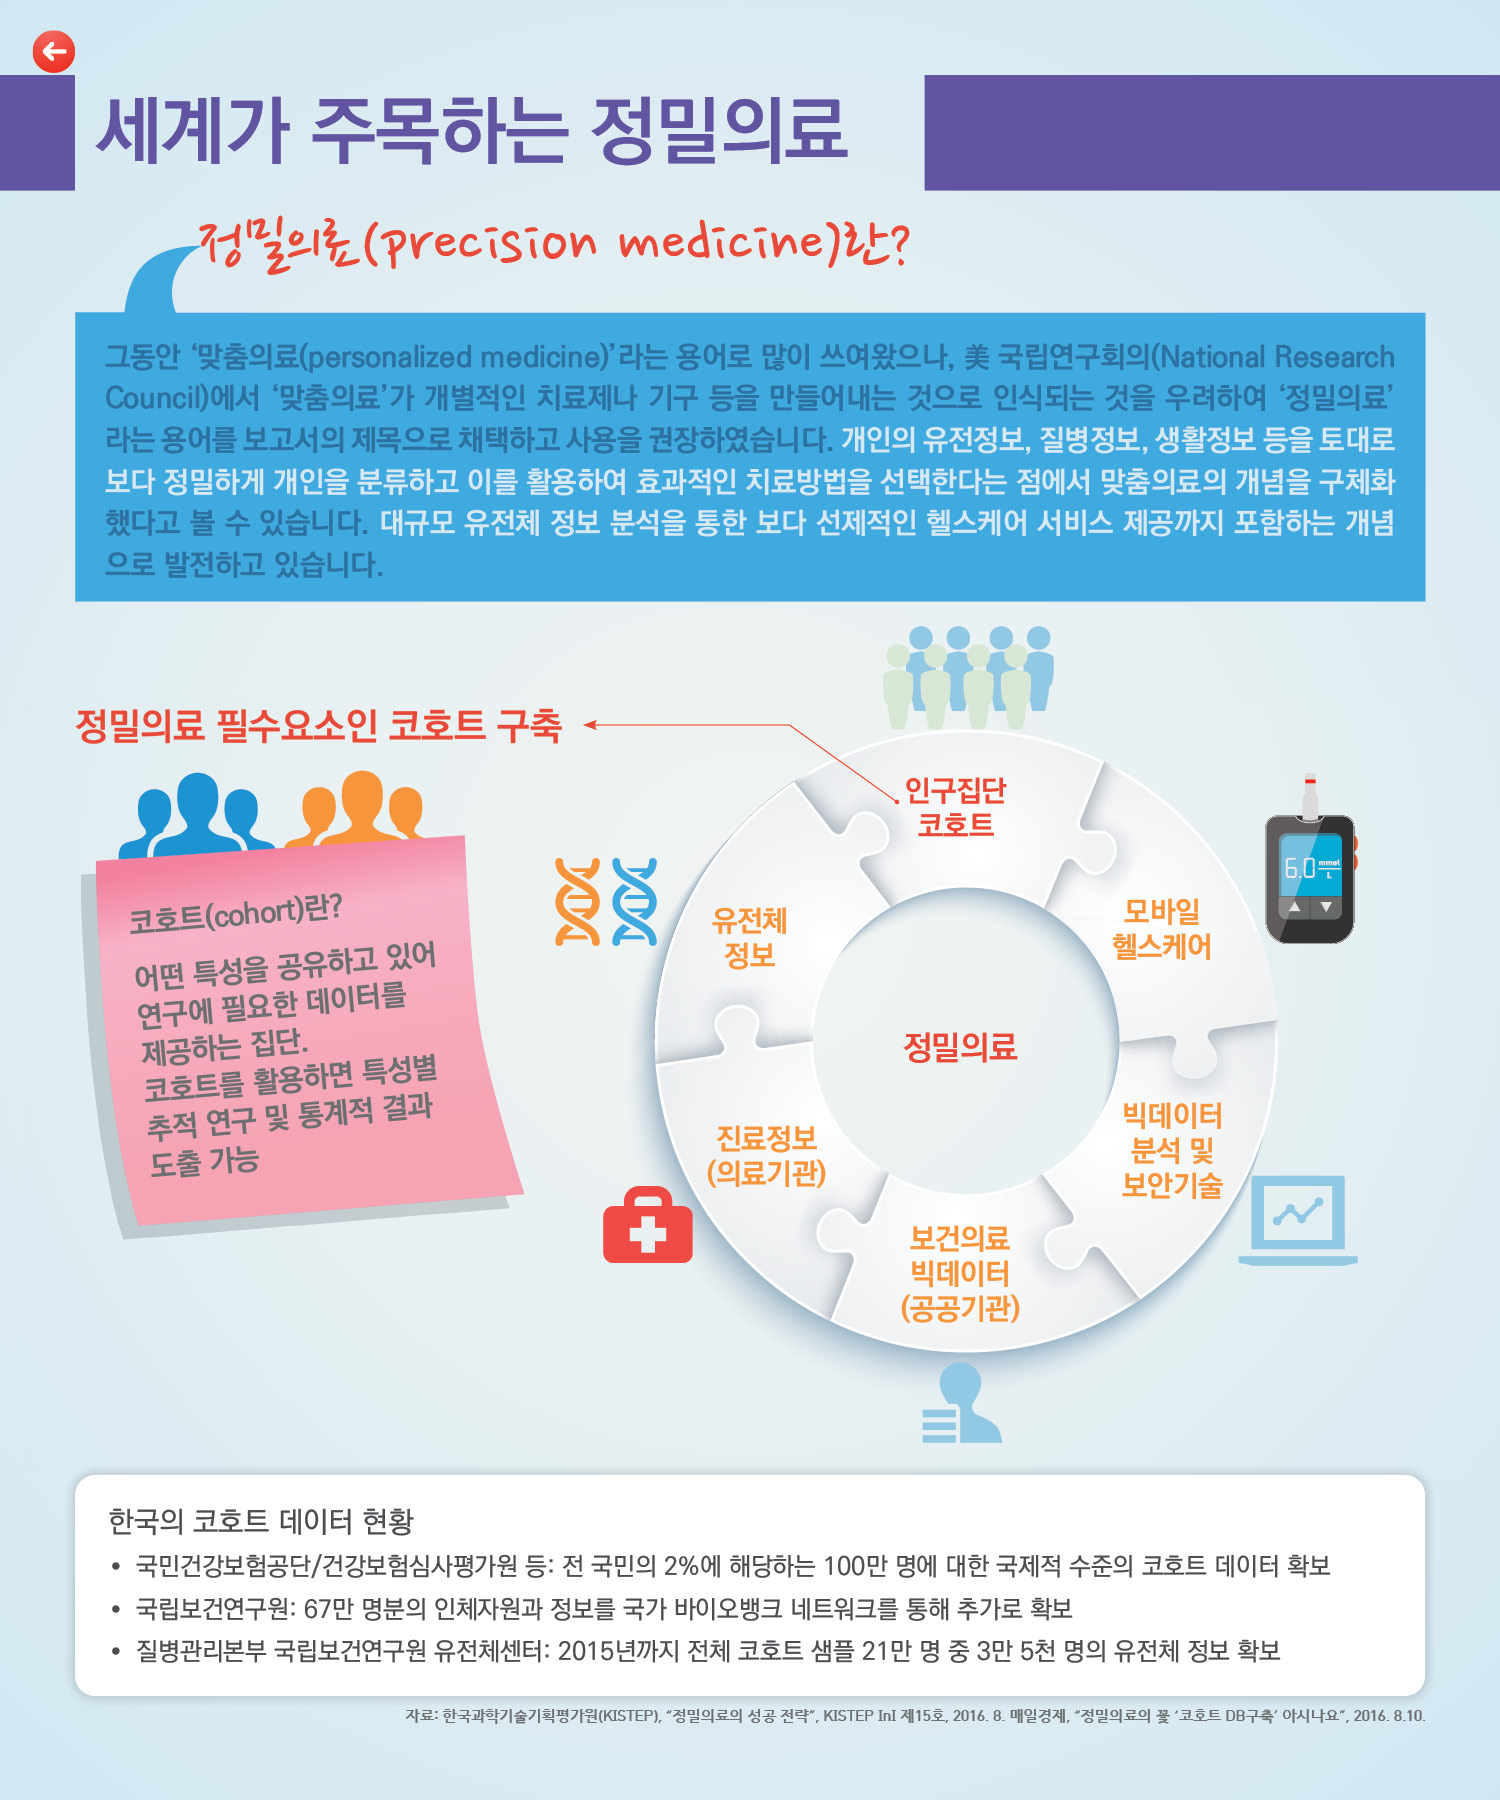 세계가 주목하는 정밀의료
정밀의료(precision medicine)란?
그동안 ‘맞춤의료(personalized medicine)’라는 용어로 많이 쓰여왔으나, 美 국립연구회의(National Research
Council)에서 ‘맞춤의료’가 개별적인 치료제나 기구 등을 만들어내는 것으로 인식되는 것을 우려하여 ‘정밀의료’
라는 용어를 보고서의 제목으로 채택하고 사용을 권장하였습니다. 개인의 유전정보, 질병정보, 생활정보 등을 토대로
보다 정밀하게 개인을 분류하고 이를 활용하여 효과적인 치료방법을 선택한다는 점에서 맞춤의료의 개념을 구체화
했다고 볼 수 있습니다. 대규모 유전체 정보 분석을 통한 보다 선제적인 헬스케어 서비스 제공까지 포함하는 개념
으로 발전하고 있습니다.
정밀의료 필수요소인 코호트 구축
코호트(cohort)란?
어떤 특성을 공유하고 있어
연구에 필요한 데이터를
제공하는 집단.
코호트를 활용하면 특성별
추적 연구 및 통계적 결과
도출 가능
인구집단
코호트
모바일
헬스케어
6.0 mmol
L
유전체
정보
정밀의료
빅데이터
분석 및
보안기술
진료정보
(의료기관)
보건의료
빅데이터
(공공기관)
한국의 코호트 데이터 현황
• 국민건강보험공단/건강보험심사평가원 등: 전 국민의 2%에 해당하는 100만 명에 대한 국제적 수준의 코호트 데이터 확보
• 국립보건연구원: 67만 명분의 인체자원과 정보를 국가 바이오뱅크 네트워크를 통해 추가로 확보
• 질병관리본부 국립보건연구원 유전체센터: 2015년까지 전체 코호트 샘플 21만 명 중 3만 5천 명의 유전체 정보 확보
자료: 한국과학기술기획평가원(KISTEP), “정밀의료의 성공 전략”, KISTEP InI 제15호, 2016. 8. 매일경제, “정밀의료의 꽃 ‘코호트 DB구축’ 아시나요”, 2016. 8.10.